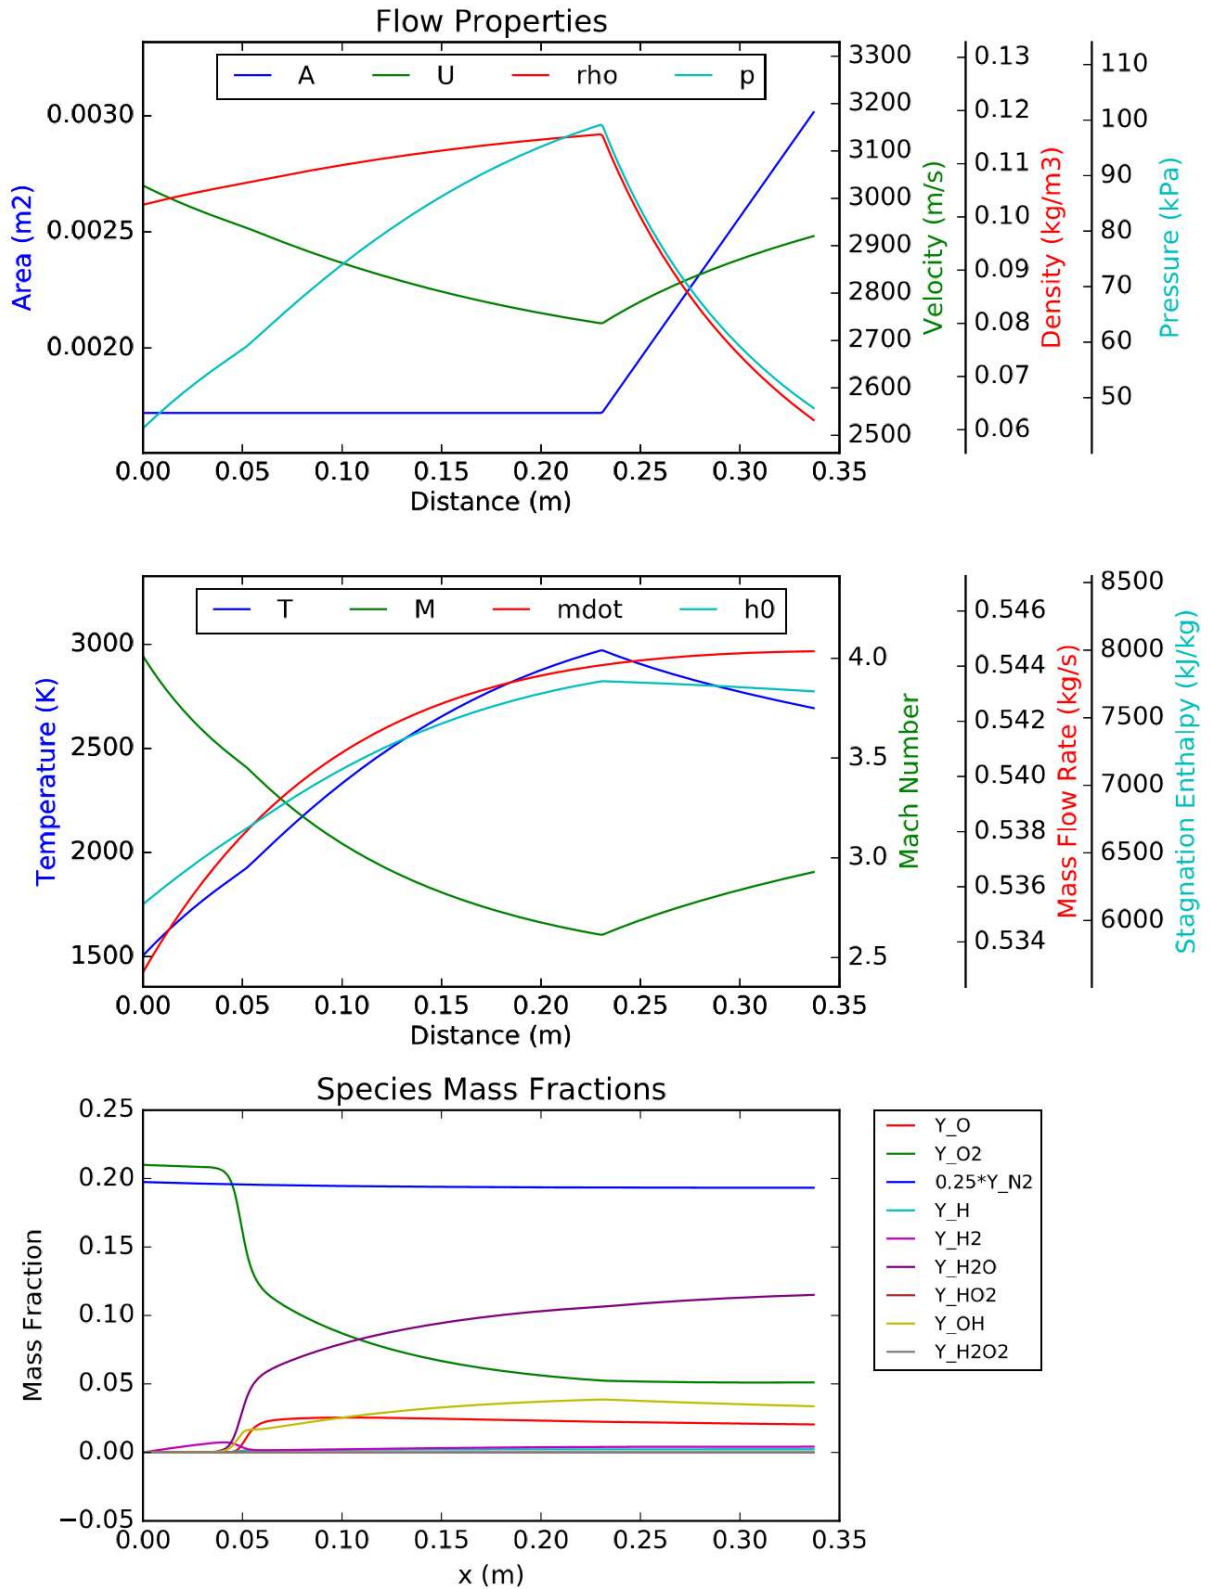 Flow Properties
A U rho p
Area (m2)
0.0030
0.0025
0.0020
3300
3200
3100
3000
2900
2800
2700
2600
2500
Velocity (m/s)
0.13
0.12
0.11
0.10
0.09
0.08
0.07
0.06
Density (kg/m3)
110
100
90
80
70
60
50
Pressure (kPa)
0.00 0.05 0.10 0.15 0.20 0.25 0.30 0.35
Distance (m)
T M mdot h0
Temperature (K)
3000
2500
2000
1500
4.0
3.5
3.0
2.5
Mach Number
0.546
0.544
0.542
0.540
0.538
0.536
0.534
Mass Flow Rate (kg/s)
8500
8000
7500
7000
6500
6000
Stagnation Enthalpy (kJ/kg)
0.00 0.05 0.10 0.15 0.20 0.25 0.30 0.35
Distance (m)
Species Mass Fractions
Mass Fraction
0.25
0.20
0.15
0.10
0.05
0.00
−0.05
0.00 0.05 0.10 0.15 0.20 0.25 0.30 0.35
x (m)
Y_O
Y_O2
0.25*Y_N2
Y_H
Y_H2
Y_H2O
Y_HO2
Y_OH
Y_H2O2